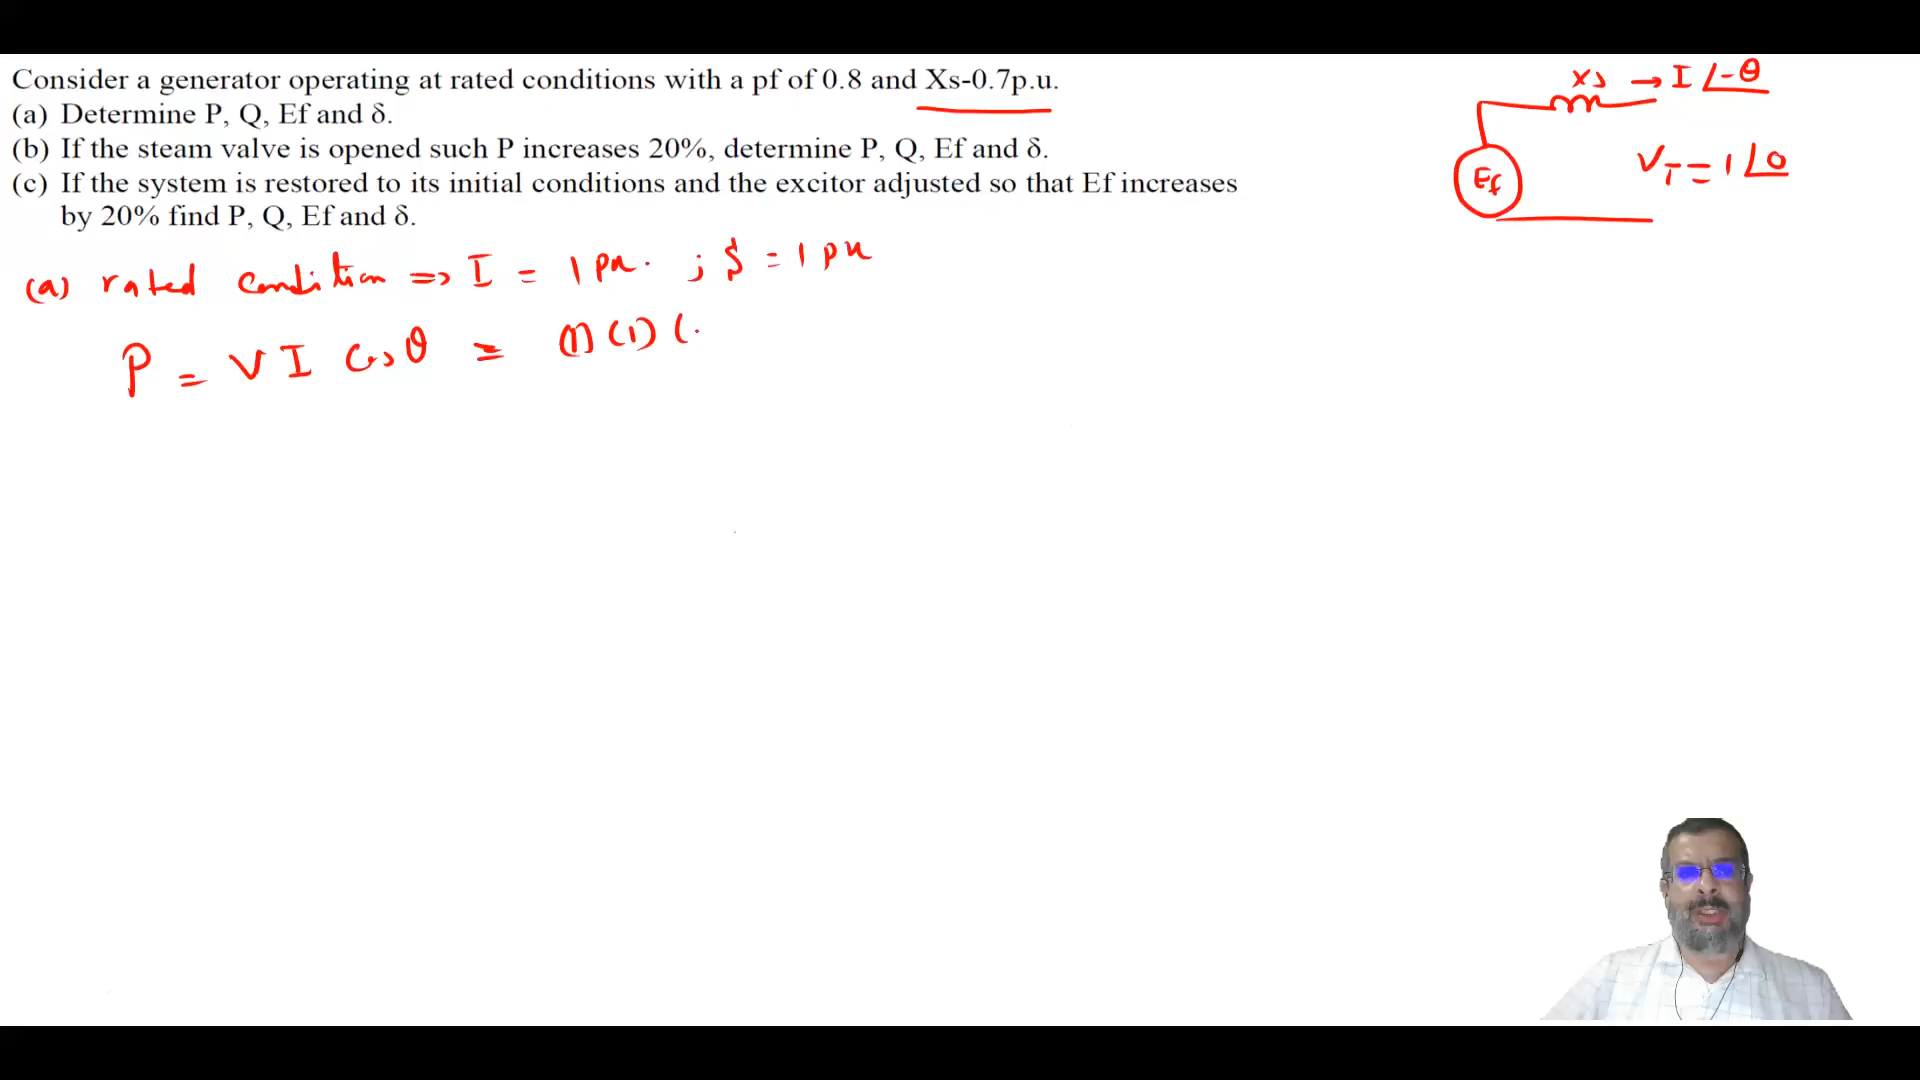 Consider a generator operating at rated conditions with a pf of 0.8 and Xs-0.7p.u.
(a) Determine P, Q, Ef and δ.
(b) If the steam valve is opened such P increases 20%, determine P, Q, Ef and δ.
(c) If the system is restored to its initial conditions and the excitor adjusted so that Ef increases
by 20% find P, Q, Ef and δ.
Xs → I ∠-θ
Ef
V_T = 1 ∠0
(a) rated condition => I = 1 pu. ; S = 1 pu
P = V I Cos θ = (1) (1) (.